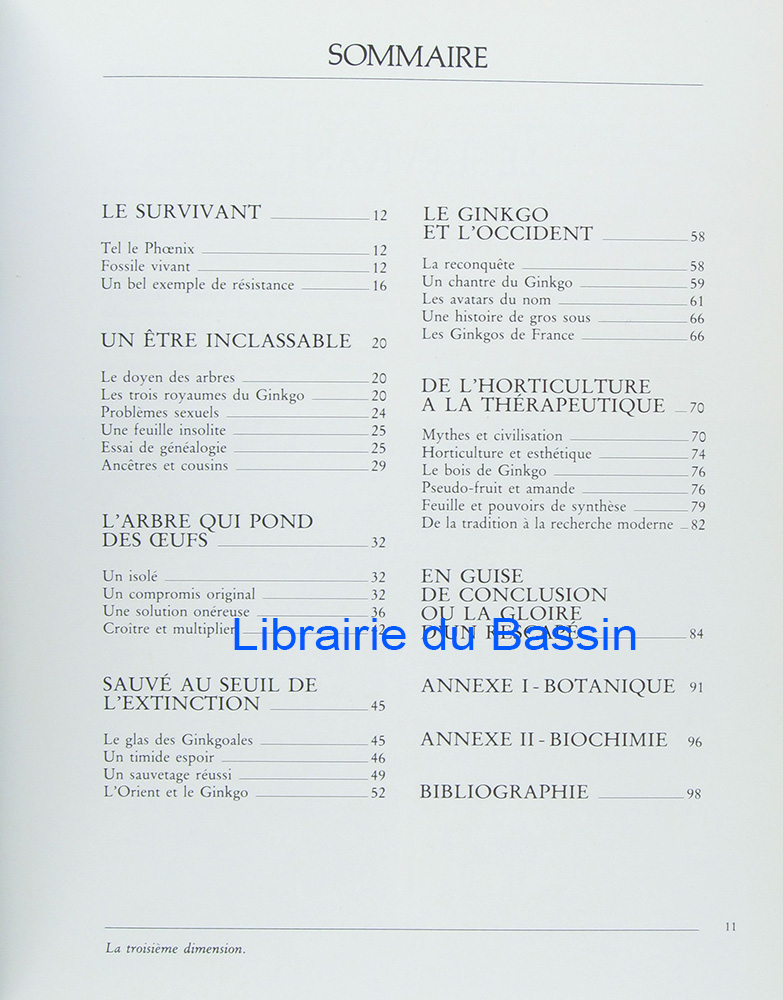 SOMMAIRE
LE SURVIVANT 12
Tel le Phœnix 12
Fossile vivant 12
Un bel exemple de résistance 16
UN ÊTRE INCLASSABLE 20
Le doyen des arbres 20
Les trois royaumes du Ginkgo 20
Problèmes sexuels 24
Une feuille insolite 25
Essai de généalogie 25
Ancêtres et cousins 29
L'ARBRE QUI POND
DES ŒUFS 32
Un isolé 32
Un compromis original 32
Une solution onéreuse 36
Croître et multiplier
SAUVÉ AU SEUIL DE
L'EXTINCTION 45
Le glas des Ginkgoales 45
Un timide espoir 46
Un sauvetage réussi 49
L'Orient et le Ginkgo 52
LE GINKGO
ET L'OCCIDENT 58
La reconquête 58
Un chantre du Ginkgo 59
Les avatars du nom 61
Une histoire de gros sous 66
Les Ginkgos de France 66
DE L'HORTICULTURE
A LA THÉRAPEUTIQUE 70
Mythes et civilisation 70
Horticulture et esthétique 74
Le bois de Ginkgo 76
Pseudo-fruit et amande 76
Feuille et pouvoirs de synthèse 79
De la tradition à la recherche moderne 82
EN GUISE
DE CONCLUSION
OU LA GLOIRE
D'UN RESCAPÉ 84
ANNEXE I - BOTANIQUE 91
ANNEXE II - BIOCHIMIE 96
BIBLIOGRAPHIE 98
Librairie du Bassin
11
La troisième dimension.